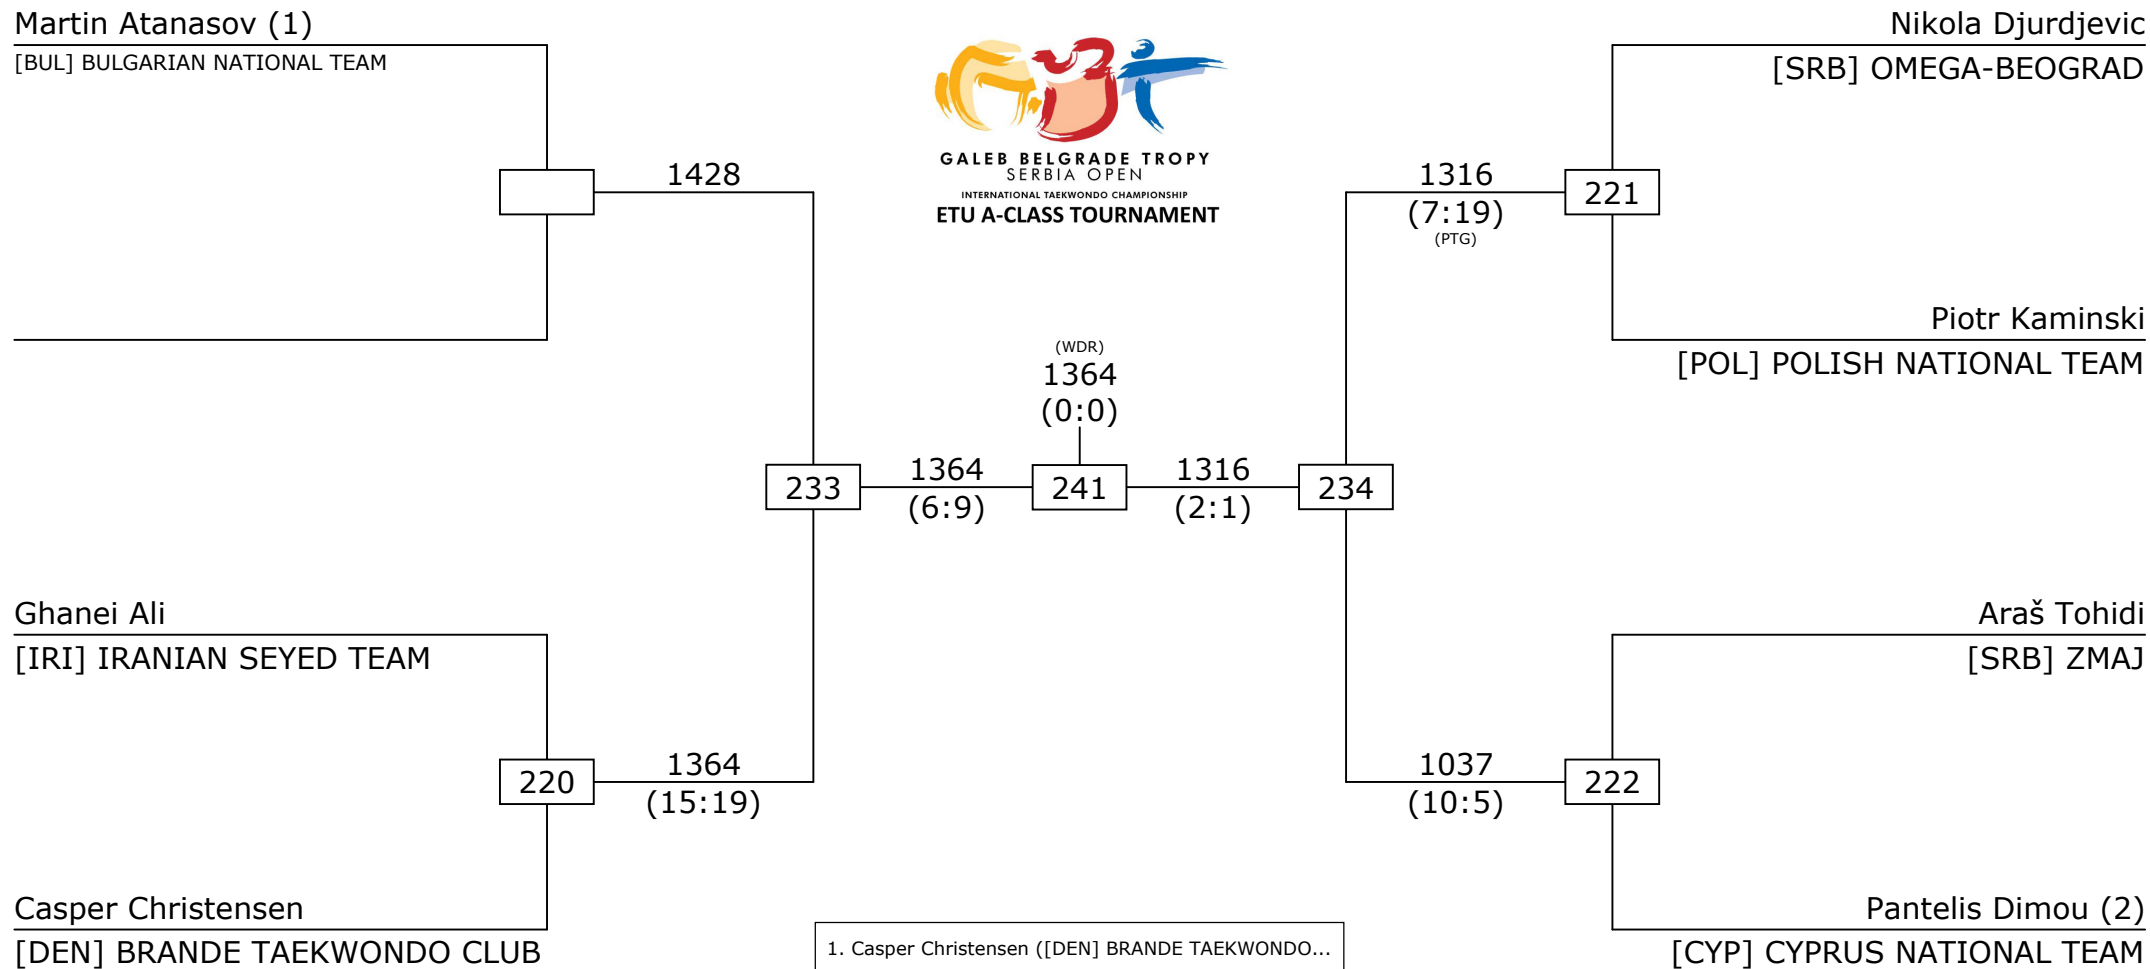 Martin Atanasov (1)
[BUL] BULGARIAN NATIONAL TEAM
Nikola Djurdjevic
[SRB] OMEGA-BEOGRAD
GALEB BELGRADE TROPY
SERBIA OPEN
INTERNATIONAL TAEKWONDO CHAMPIONSHIP
ETU A-CLASS TOURNAMENT
1428
1316
(7:19)
(PTG)
221
Piotr Kaminski
[POL] POLISH NATIONAL TEAM
(WDR)
1364
(0:0)
233
1364
(6:9)
241
1316
(2:1)
234
Ghanei Ali
[IRI] IRANIAN SEYED TEAM
Araš Tohidi
[SRB] ZMAJ
220
1364
(15:19)
1037
(10:5)
222
Casper Christensen
[DEN] BRANDE TAEKWONDO CLUB
Pantelis Dimou (2)
[CYP] CYPRUS NATIONAL TEAM
1. Casper Christensen ([DEN] BRANDE TAEKWONDO...